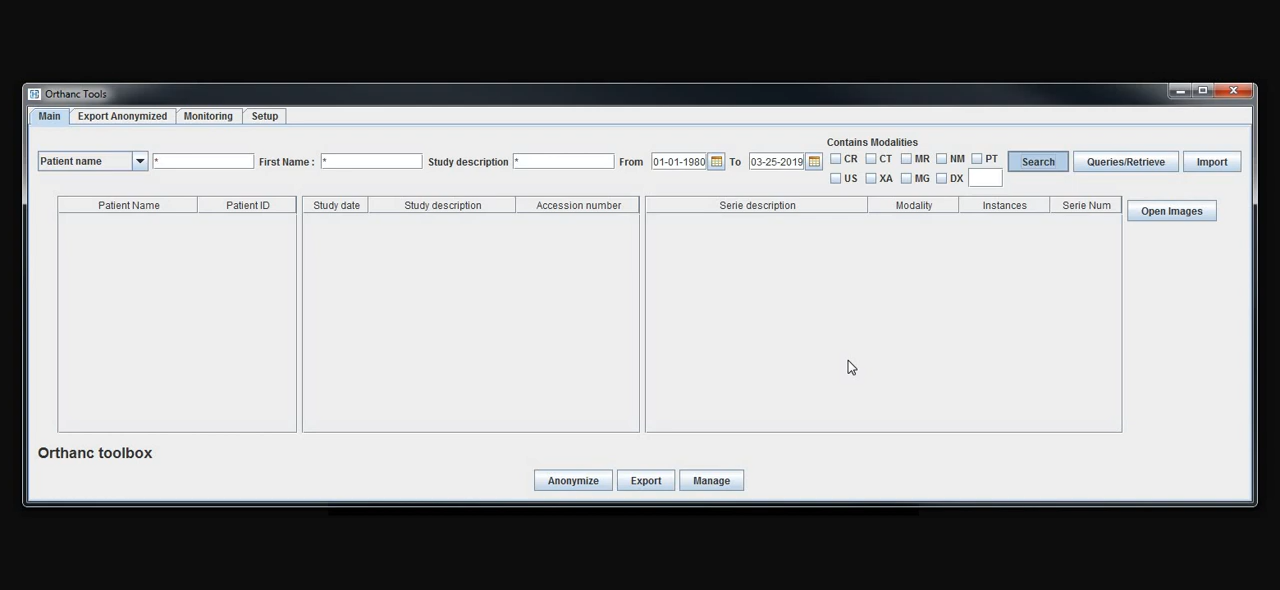 Orthanc Tools
Main Export Anonymized Monitoring Setup
Contains Modalities
Patient name * First Name : * Study description * From 01-01-1980 To 03-25-2019 CR CT MR NM PT Search Queries/Retrieve Import
US XA MG DX
Patient Name Patient ID Study date Study description Accession number Serie description Modality Instances Serie Num Open Images
Orthanc toolbox
Anonymize Export Manage